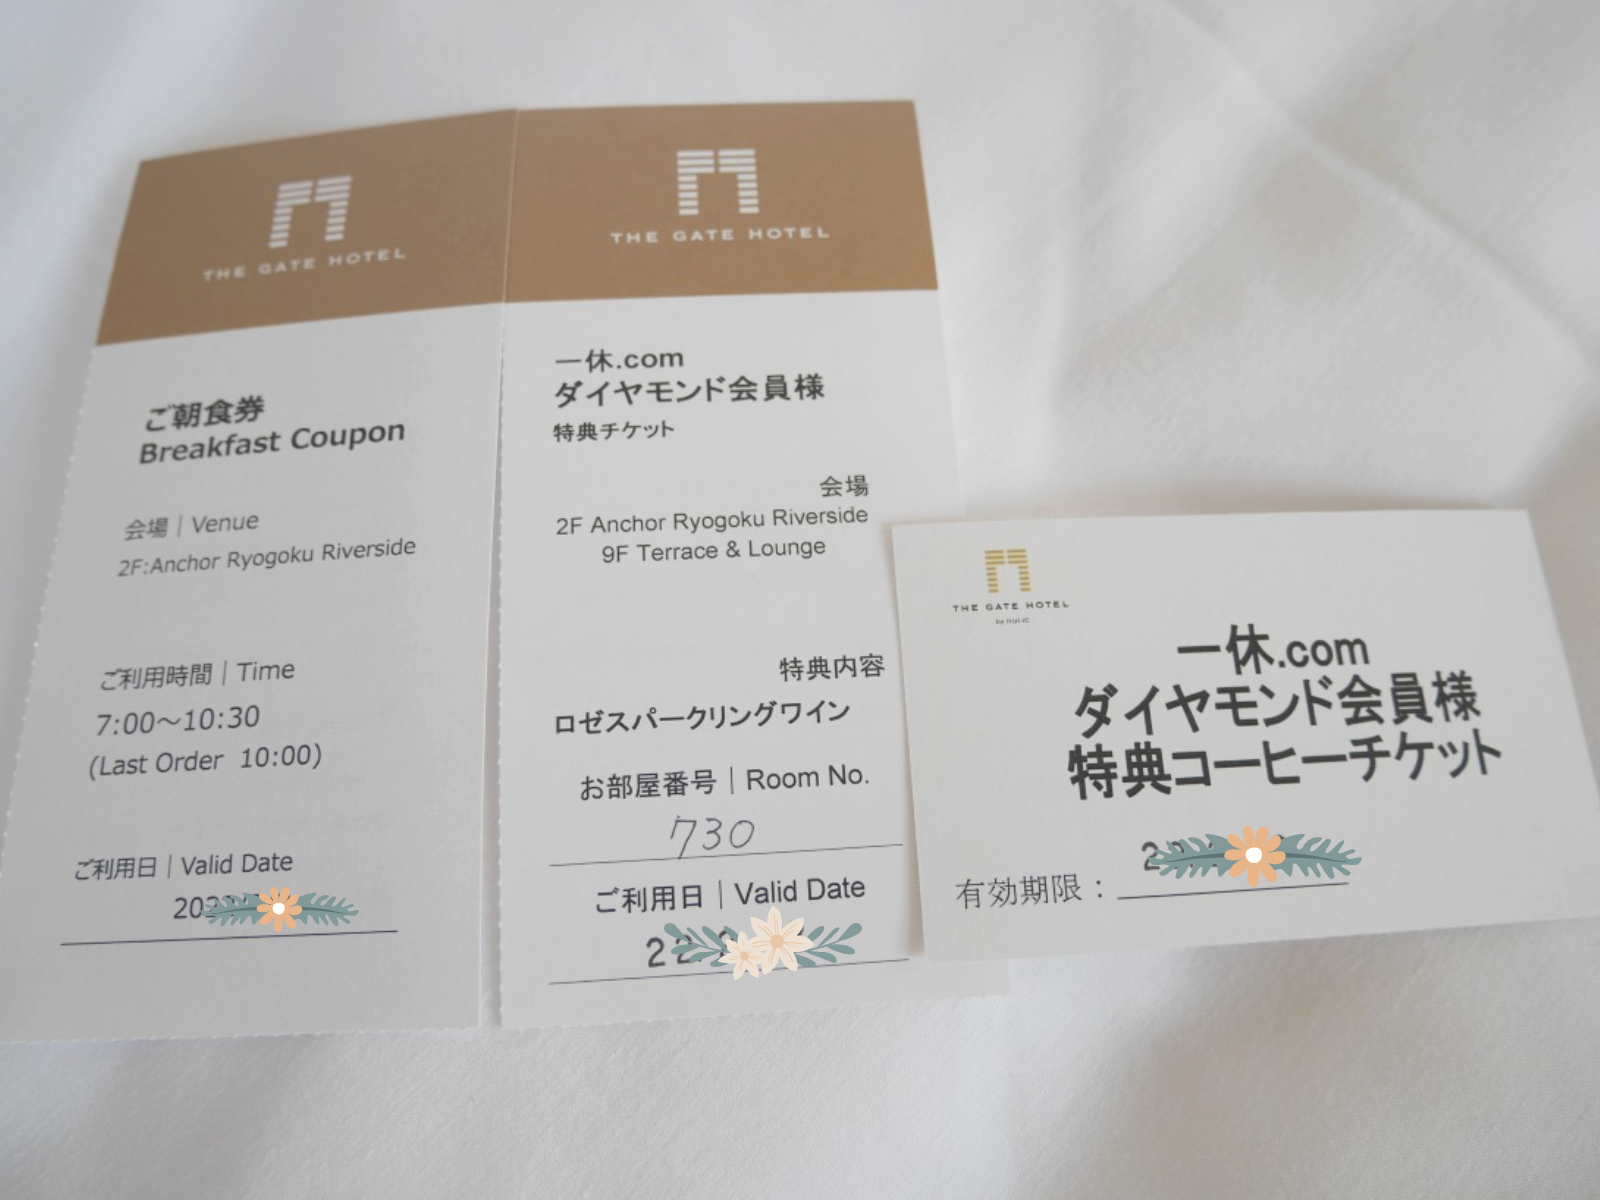 THE GATE HOTEL
ご朝食券
Breakfast Coupon
会場｜Venue
2F:Anchor Ryogoku Riverside
ご利用時間｜Time
7:00～10:30
(Last Order 10:00)
ご利用日｜Valid Date
THE GATE HOTEL
一休.com
ダイヤモンド会員様
特典チケット
会場
2F Anchor Ryogoku Riverside
9F Terrace & Lounge
特典内容
ロゼスパークリングワイン
お部屋番号｜Room No.
730
ご利用日｜Valid Date
THE GATE HOTEL
by HULIC
一休.com
ダイヤモンド会員様
特典コーヒーチケット
有効期限：